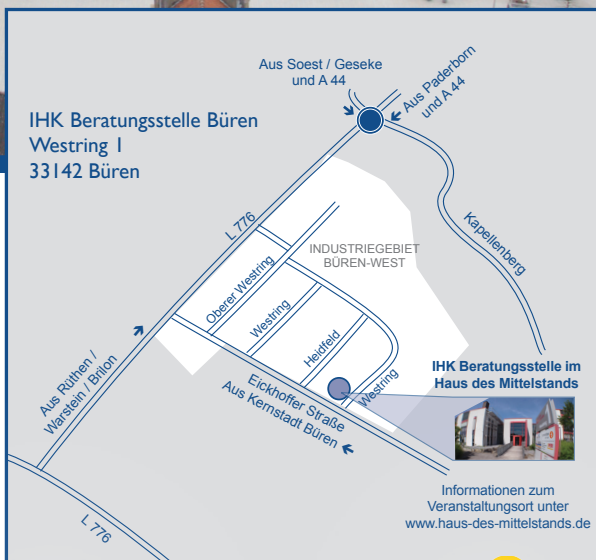 Aus Soest / Geseke
und A 44
Aus Paderborn
und A 44
IHK Beratungsstelle Büren
Westring 1
33142 Büren
L 776
Kapellenberg
INDUSTRIEGEBIET
BÜREN-WEST
Oberer Westring
Westring
Heidfeld
Westring
Aus Rüthen /
Warstein / Brilon
Eickhoffer Straße
Aus Kernstadt Büren
IHK Beratungsstelle im
Haus des Mittelstands
L 776
Informationen zum
Veranstaltungsort unter
www.haus-des-mittelstands.de